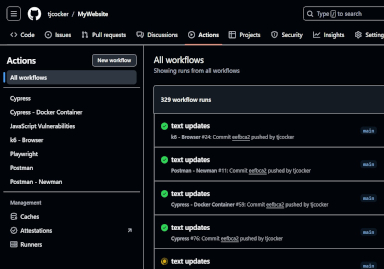 tjcocker / MyWebsite
Type / to search
Code
Issues
Pull requests
Discussions
Actions
Projects
Security
Insights
Setting
Actions
New workflow
All workflows
Cypress
Cypress - Docker Container
JavaScript Vulnerabilities
k6 - Browser
Playwright
Postman
Postman - Newman
Management
Caches
Attestations
Runners
All workflows
Showing runs from all workflows
329 workflow runs
text updates
k6 - Browser #24: Commit eefbca2 pushed by tjcocker
main
text updates
Postman - Newman #11: Commit eefbca2 pushed by tjcocker
main
text updates
Cypress - Docker Container #59: Commit eefbca2 pushed by tjcocker
main
text updates
Cypress #76: Commit eefbca2 pushed by tjcocker
main
text updates
main